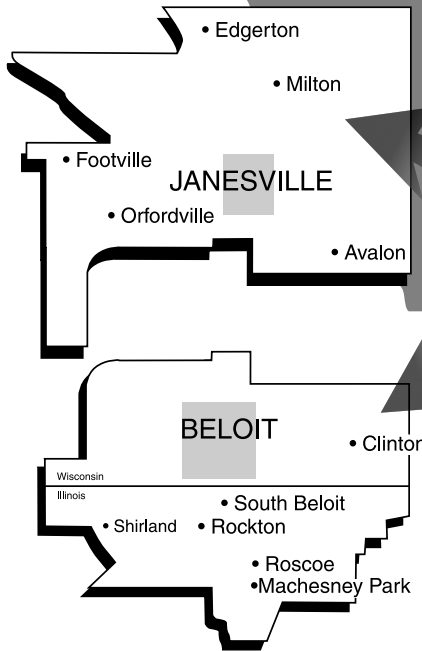 • Edgerton
• Milton
• Footville
JANESVILLE
• Orfordville
• Avalon
BELOIT
• Clinton
Wisconsin
Illinois
• South Beloit
• Shirland • Rockton
• Roscoe
•Machesney Park